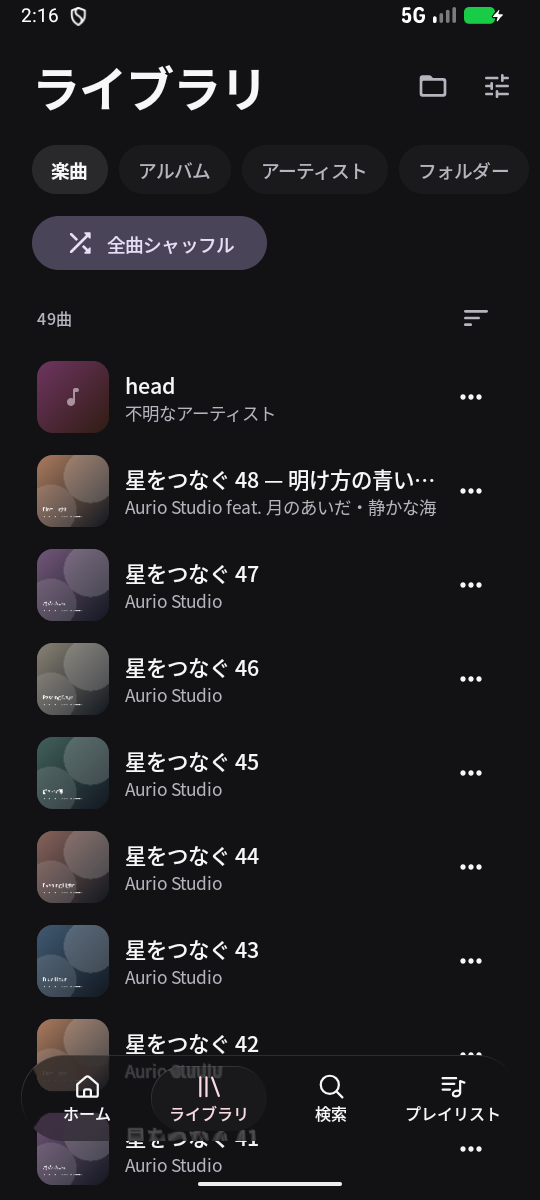 2:16
5G
ライブラリ
楽曲 アルバム アーティスト フォルダー
全曲シャッフル
49曲
head
不明なアーティスト
星をつなぐ 48 — 明け方の青い…
Aurio Studio feat. 月のあいだ・静かな海
星をつなぐ 47
Aurio Studio
星をつなぐ 46
Aurio Studio
星をつなぐ 45
Aurio Studio
星をつなぐ 44
Aurio Studio
星をつなぐ 43
Aurio Studio
星をつなぐ 42
Aurio
ホーム ライブラリ 検索 プレイリスト
星をつなぐ 41
Aurio Studio